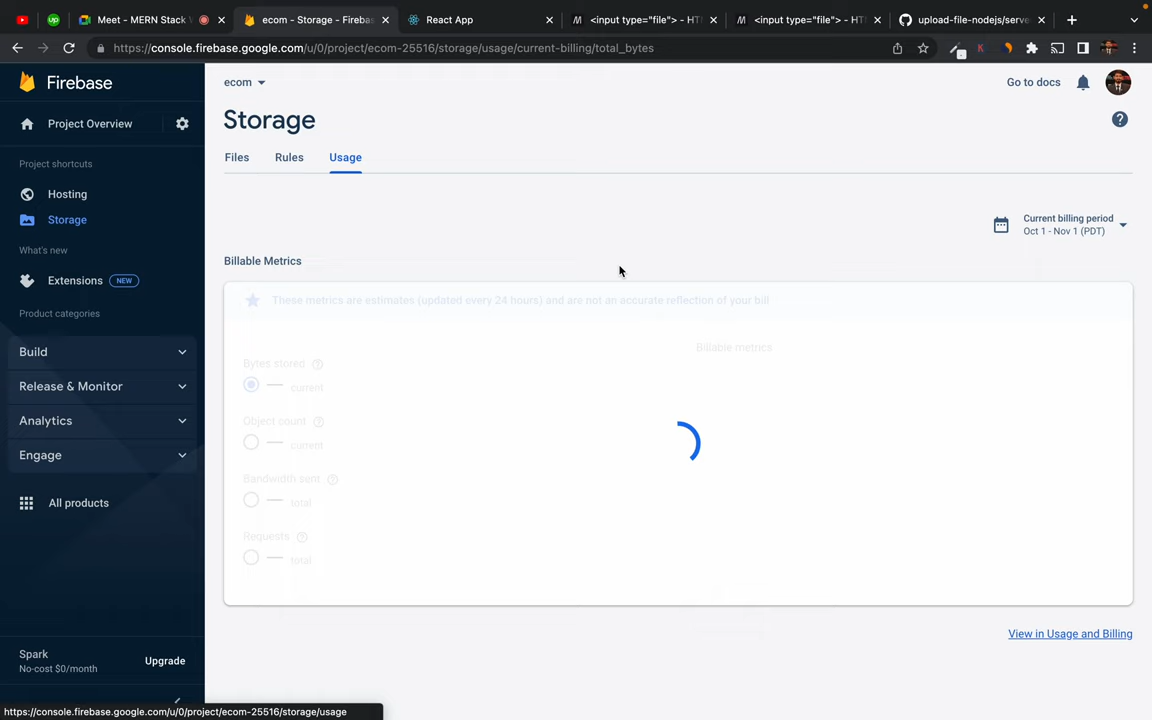 Meet - MERN Stack
ecom - Storage - Firebas
React App
<input type="file"> - HT
<input type="file"> - HT
upload-file-nodejs/serve
https://console.firebase.google.com/u/0/project/ecom-25516/storage/usage/current-billing/total_bytes
Firebase
Project Overview
Project shortcuts
Hosting
Storage
What's new
Extensions
NEW
Product categories
Build
Release & Monitor
Analytics
Engage
All products
Spark
No-cost $0/month
Upgrade
https://console.firebase.google.com/u/0/project/ecom-25516/storage/usage
ecom
Go to docs
Storage
Files
Rules
Usage
Current billing period
Oct 1 - Nov 1 (PDT)
Billable Metrics
These metrics are estimates (updated every 24 hours) and are not an accurate reflection of your bill
Billable metrics
Bytes stored
— current
Object count
— current
Bandwidth sent
— total
Requests
— total
View in Usage and Billing